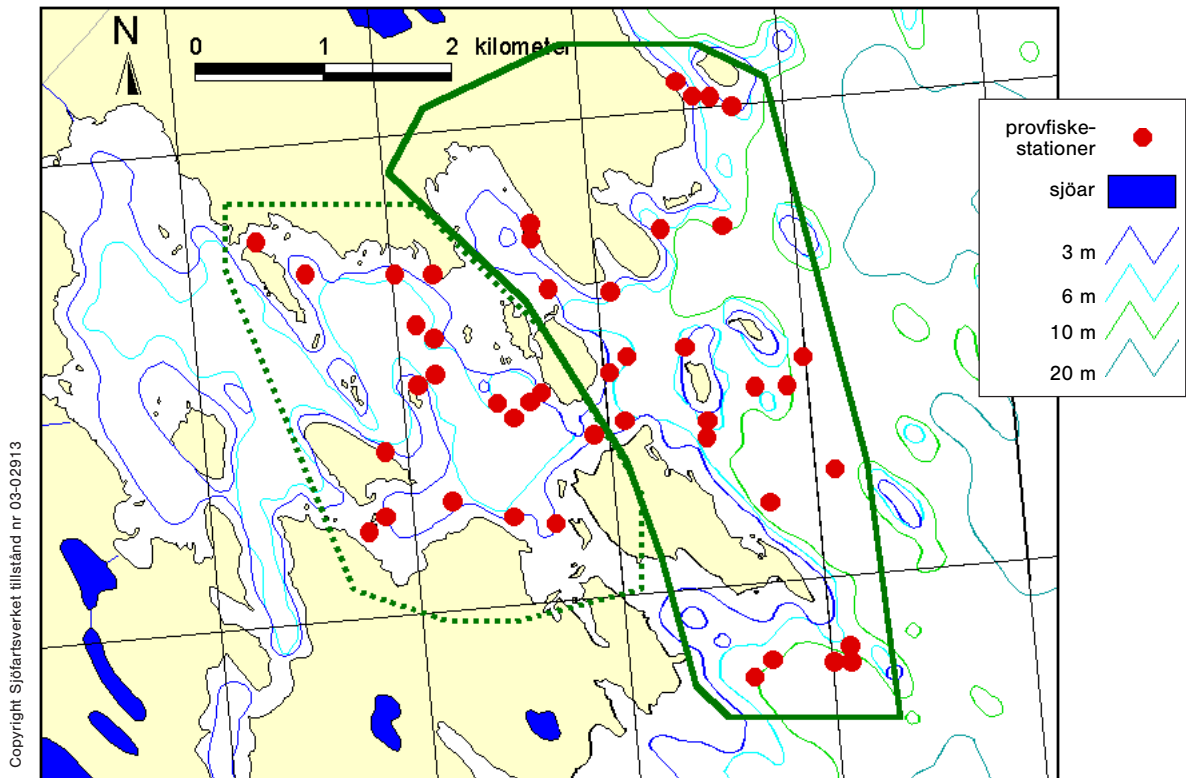 N
0 1 2 kilometer
provfiske-
stationer
sjöar
3 m
6 m
10 m
20 m
Copyright Sjöfartsverket tillstånd nr 03-02913